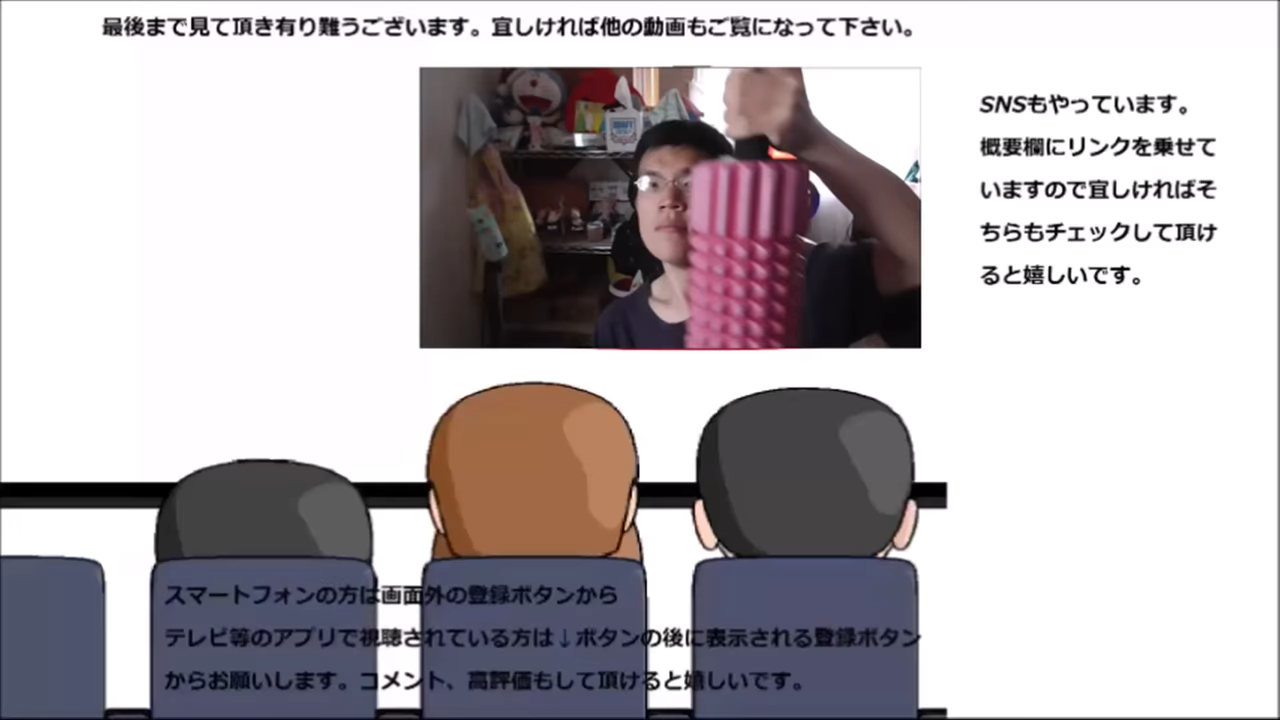 最後まで見て頂き有り難うございます。宜しければ他の動画もご覧になって下さい。
SNSもやっています。
概要欄にリンクを乗せて
いますので宜しければそ
ちらもチェックして頂け
ると嬉しいです。
スマートフォンの方は画面外の登録ボタンから
テレビ等のアプリで視聴されている方は↓ボタンの後に表示される登録ボタン
からお願いします。コメント、高評価もして頂けると嬉しいです。